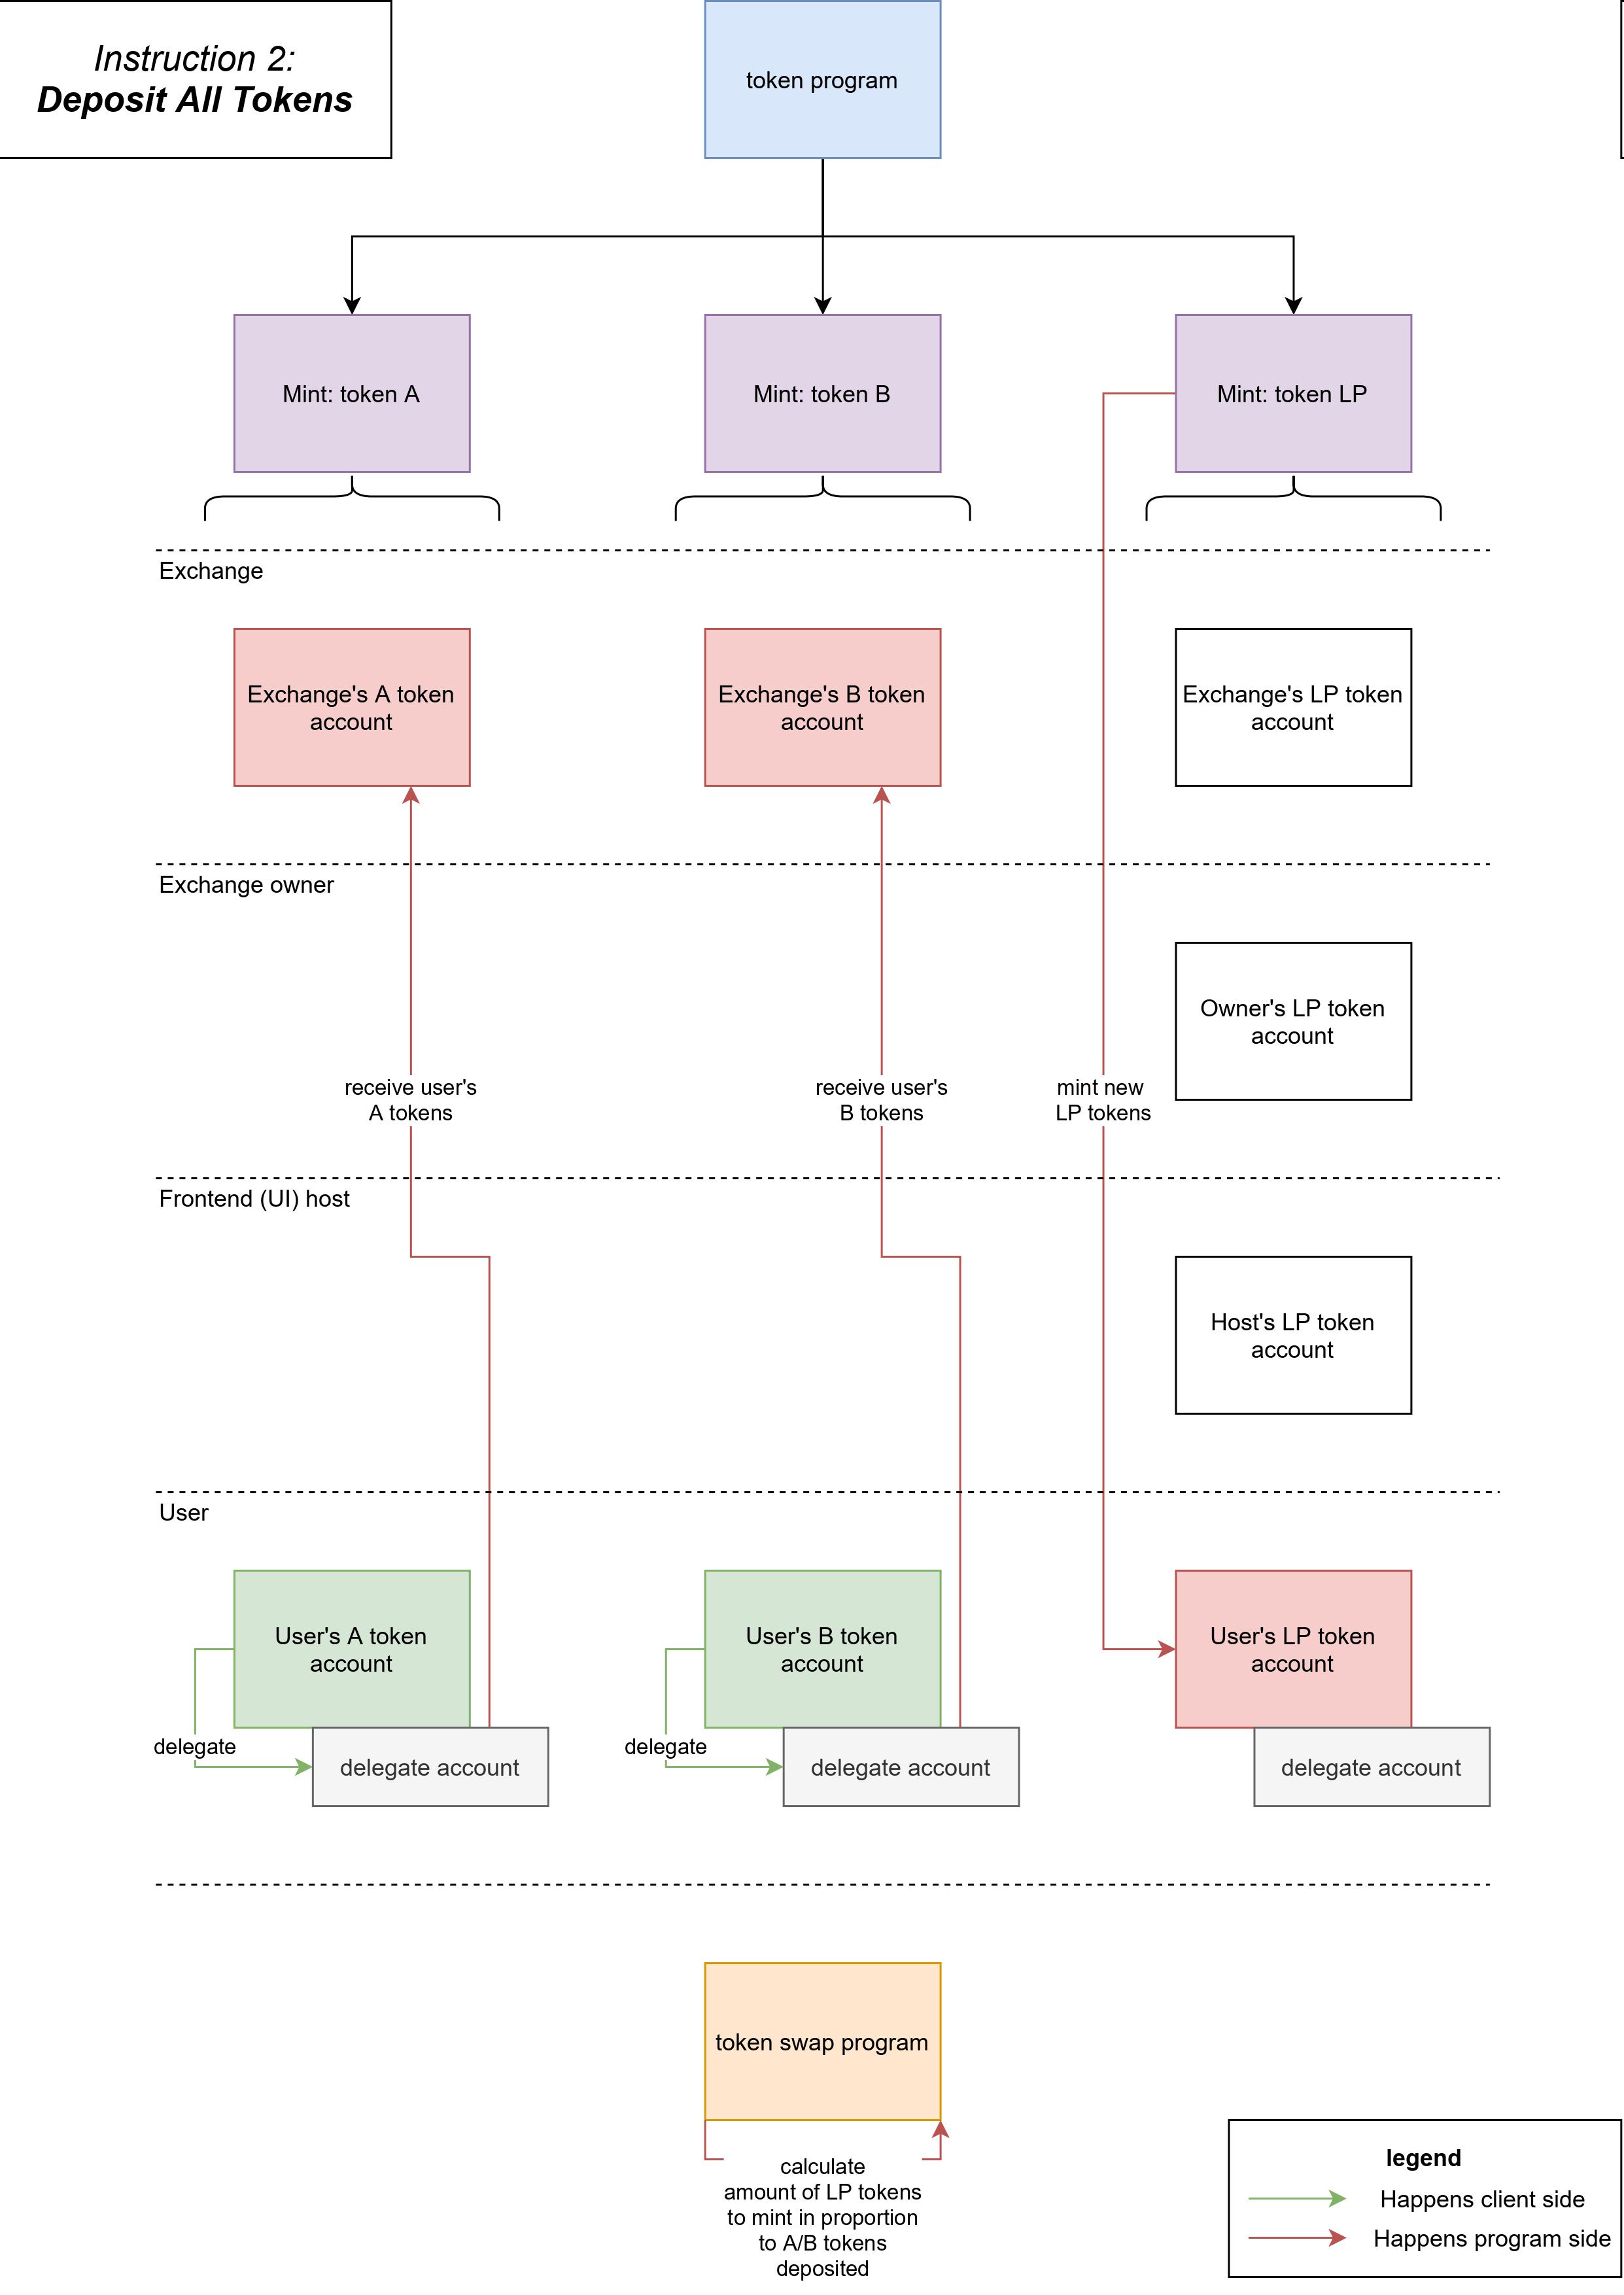 Instruction 2:
Deposit All Tokens
token program
Mint: token A
Mint: token B
Mint: token LP
Exchange
Exchange's A token
account
Exchange's B token
account
Exchange's LP token
account
Exchange owner
Owner's LP token
account
receive user's
A tokens
receive user's
B tokens
mint new
LP tokens
Frontend (UI) host
Host's LP token
account
User
User's A token
account
User's B token
account
User's LP token
account
delegate
delegate account
delegate
delegate account
delegate account
token swap program
calculate
amount of LP tokens
to mint in proportion
to A/B tokens
deposited
legend
Happens client side
Happens program side